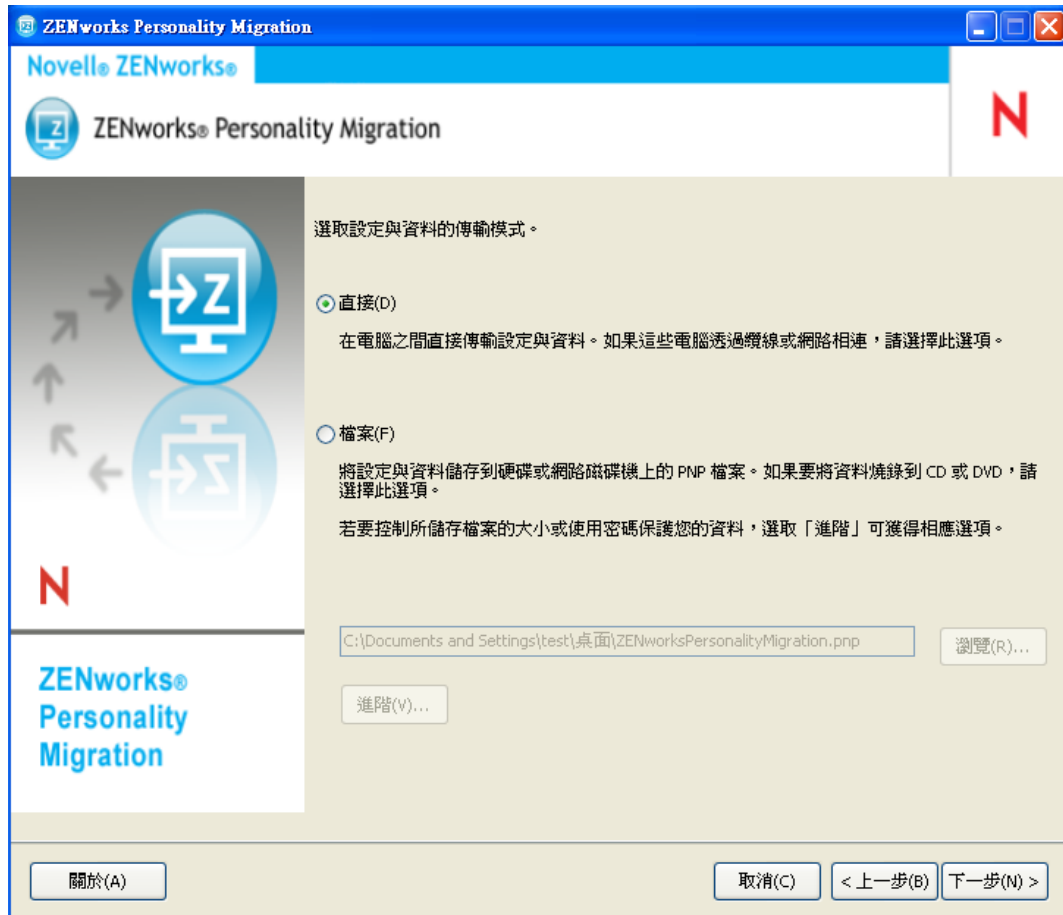 ZENworks Personality Migration
Novell® ZENworks®
ZENworks® Personality Migration
N
選取設定與資料的傳輸模式。
直接(D)
在電腦之間直接傳輸設定與資料。如果這些電腦透過纜線或網路相連，請選擇此選項。
檔案(F)
將設定與資料儲存到硬碟或網路磁碟機上的 PNP 檔案。如果要將資料燒錄到 CD 或 DVD，請
選擇此選項。
若要控制所儲存檔案的大小或使用密碼保護您的資料，選取「進階」可獲得相應選項。
C:\Documents and Settings\test\桌面\ZENworksPersonalityMigration.pnp
瀏覽(R)...
進階(V)...
Z
N
ZENworks®
Personality
Migration
關於(A)
取消(C)
< 上一步(B)
下一步(N) >